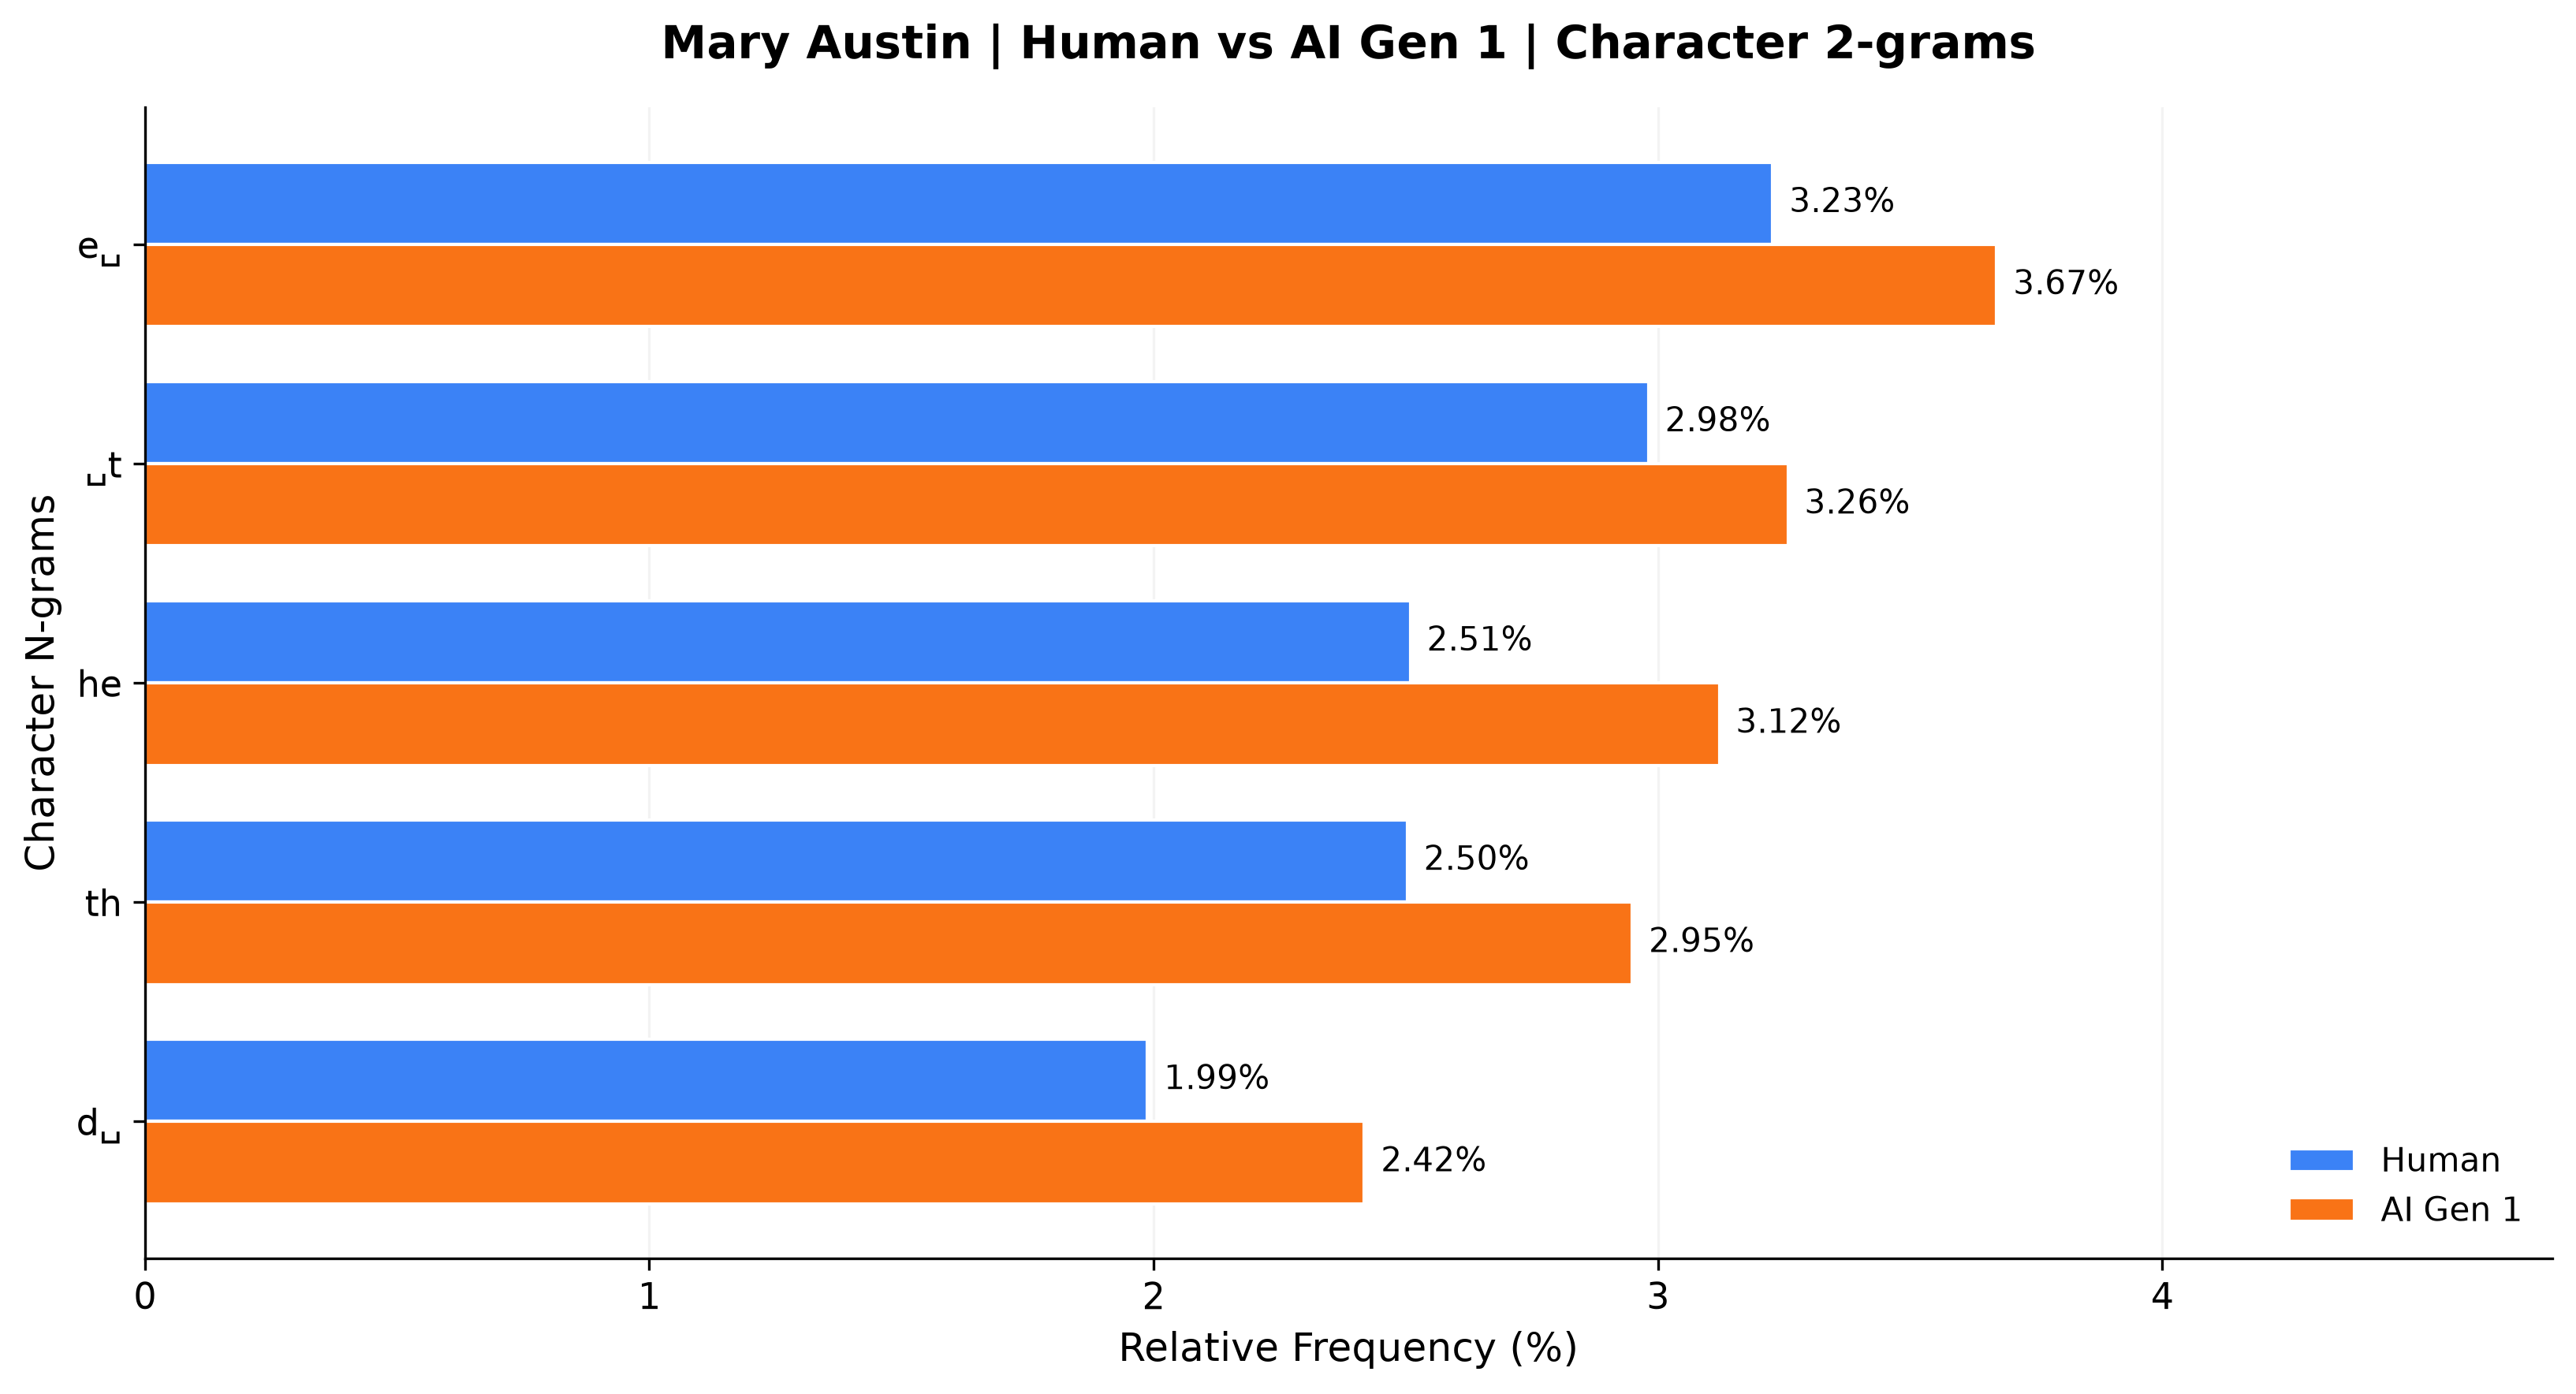 Mary Austin | Human vs AI Gen 1 | Character 2-grams
Character N-grams
e␣
3.23%
3.67%
␣t
2.98%
3.26%
he
2.51%
3.12%
th
2.50%
2.95%
d␣
1.99%
2.42%
Human
AI Gen 1
0 1 2 3 4
Relative Frequency (%)